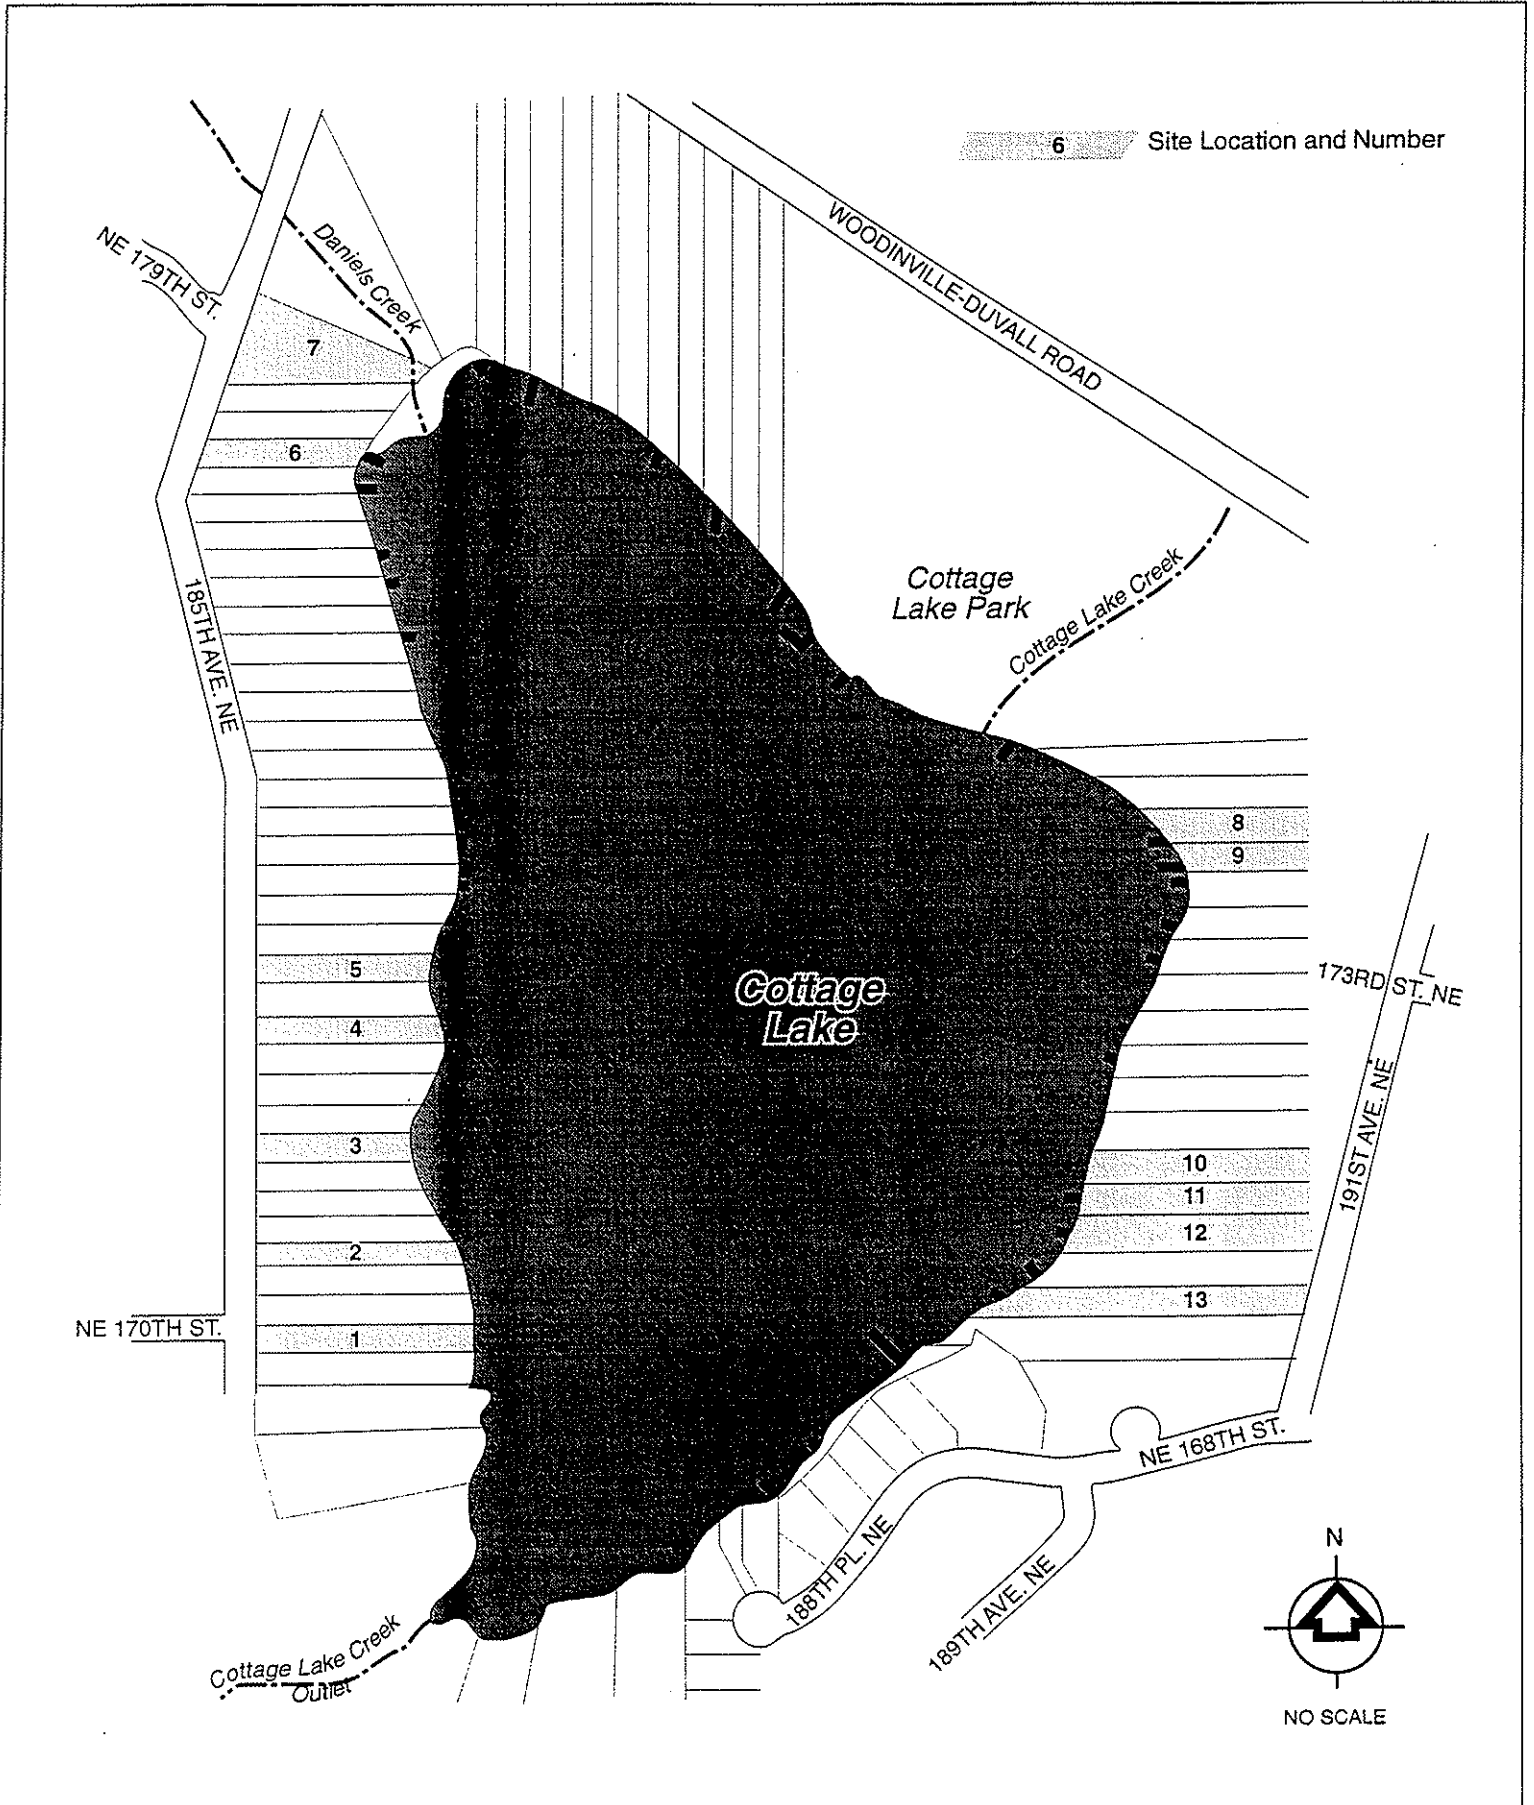 6 Site Location and Number
WOODINVILLE-DUVALL ROAD
Daniels Creek
NE 179TH ST.
7
6
185TH AVE. NE
Cottage
Lake Park
Cottage Lake Creek
8
9
5
4
Cottage
Lake
173RD ST. NE
191ST AVE. NE
3
10
11
2
12
13
NE 170TH ST.
1
NE 168TH ST.
188TH PL. NE
189TH AVE. NE
N
Cottage Lake Creek
Outlet
NO SCALE